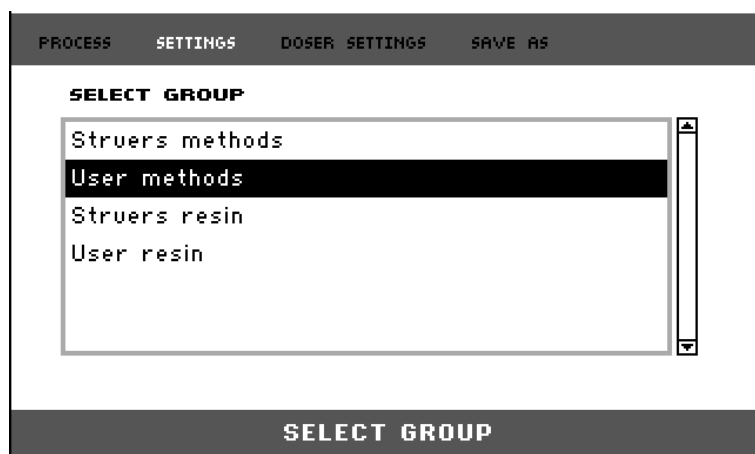 PROCESS SETTINGS DOSER SETTINGS SAVE AS
SELECT GROUP
Struers methods
User methods
Struers resin
User resin
SELECT GROUP